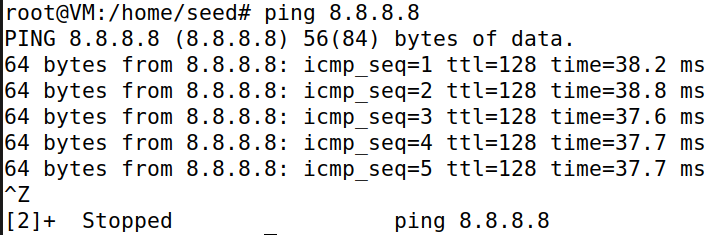 root@VM:/home/seed# ping 8.8.8.8
PING 8.8.8.8 (8.8.8.8) 56(84) bytes of data.
64 bytes from 8.8.8.8: icmp_seq=1 ttl=128 time=38.2 ms
64 bytes from 8.8.8.8: icmp_seq=2 ttl=128 time=38.8 ms
64 bytes from 8.8.8.8: icmp_seq=3 ttl=128 time=37.6 ms
64 bytes from 8.8.8.8: icmp_seq=4 ttl=128 time=37.7 ms
64 bytes from 8.8.8.8: icmp_seq=5 ttl=128 time=37.7 ms
^Z
[2]+  Stopped                 ping 8.8.8.8